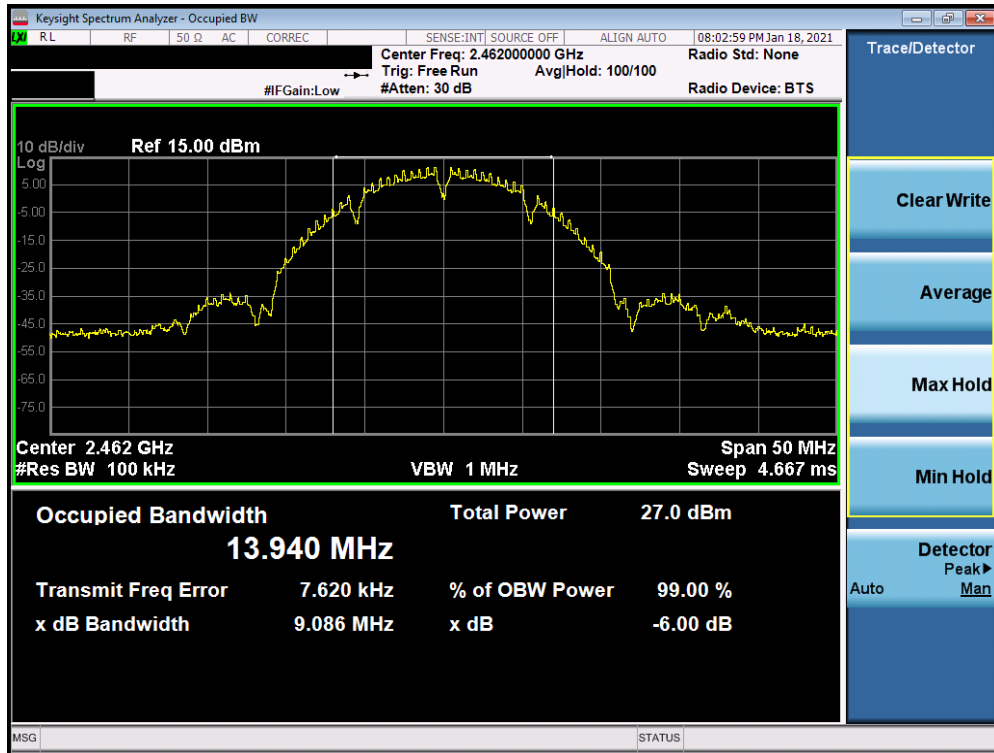 Keysight Spectrum Analyzer - Occupied BW
LXI RL RF 50 Ω AC CORREC SENSE:INT SOURCE OFF ALIGN AUTO 08:02:59 PM Jan 18, 2021
Center Freq: 2.462000000 GHz Radio Std: None
Trig: Free Run Avg|Hold: 100/100
#IFGain:Low #Atten: 30 dB Radio Device: BTS
Trace/Detector
10 dB/div Ref 15.00 dBm
Log
5.00
-5.00
-15.0
-25.0
-35.0
-45.0
-55.0
-65.0
-75.0
Center 2.462 GHz Span 50 MHz
#Res BW 100 kHz VBW 1 MHz Sweep 4.667 ms
Occupied Bandwidth Total Power 27.0 dBm
13.940 MHz
Transmit Freq Error 7.620 kHz % of OBW Power 99.00 %
x dB Bandwidth 9.086 MHz x dB -6.00 dB
Clear Write
Average
Max Hold
Min Hold
Detector
Peak▶
Auto Man
MSG STATUS